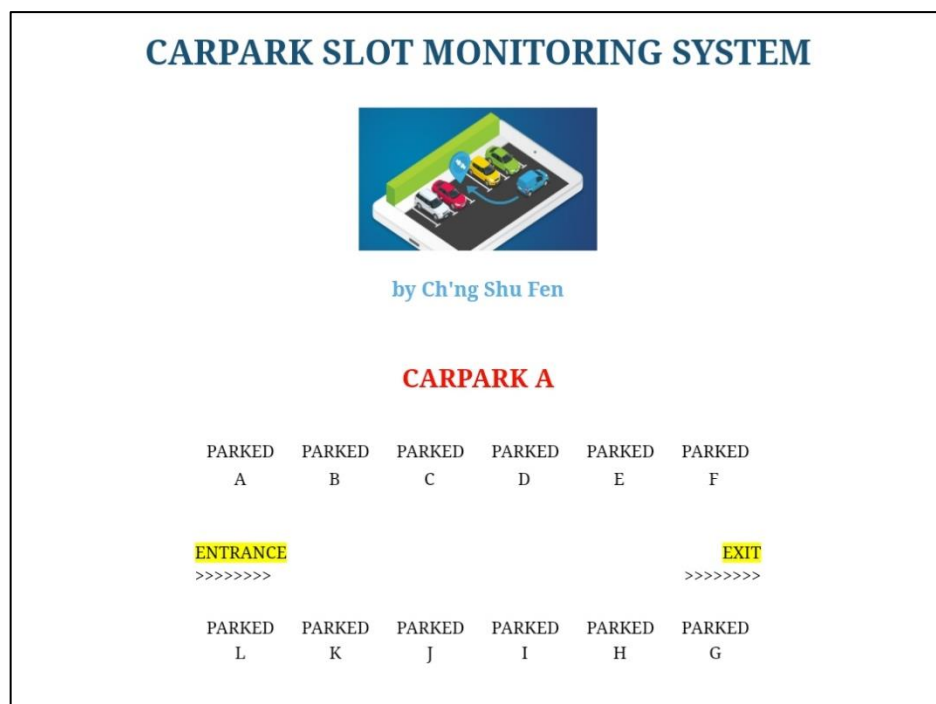 CARPARK SLOT MONITORING SYSTEM
by Ch'ng Shu Fen
CARPARK A
PARKED PARKED PARKED PARKED PARKED PARKED
A B C D E F
ENTRANCE EXIT
>>>>>>>> >>>>>>>>
PARKED PARKED PARKED PARKED PARKED PARKED
L K J I H G